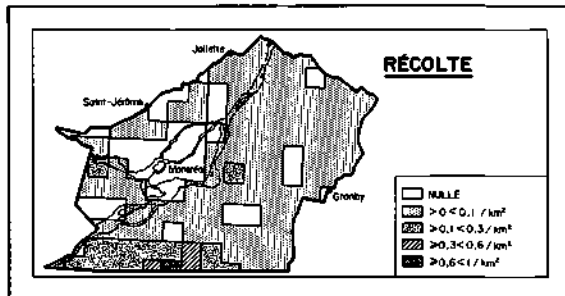 Joliette
RÉCOLTE
Saint-Jérôme
Montréal
Granby
NULLE
>0<0,1/km²
≥0,1<0,3/km²
≥0,3<0,6/km²
≥0,6<1/km²